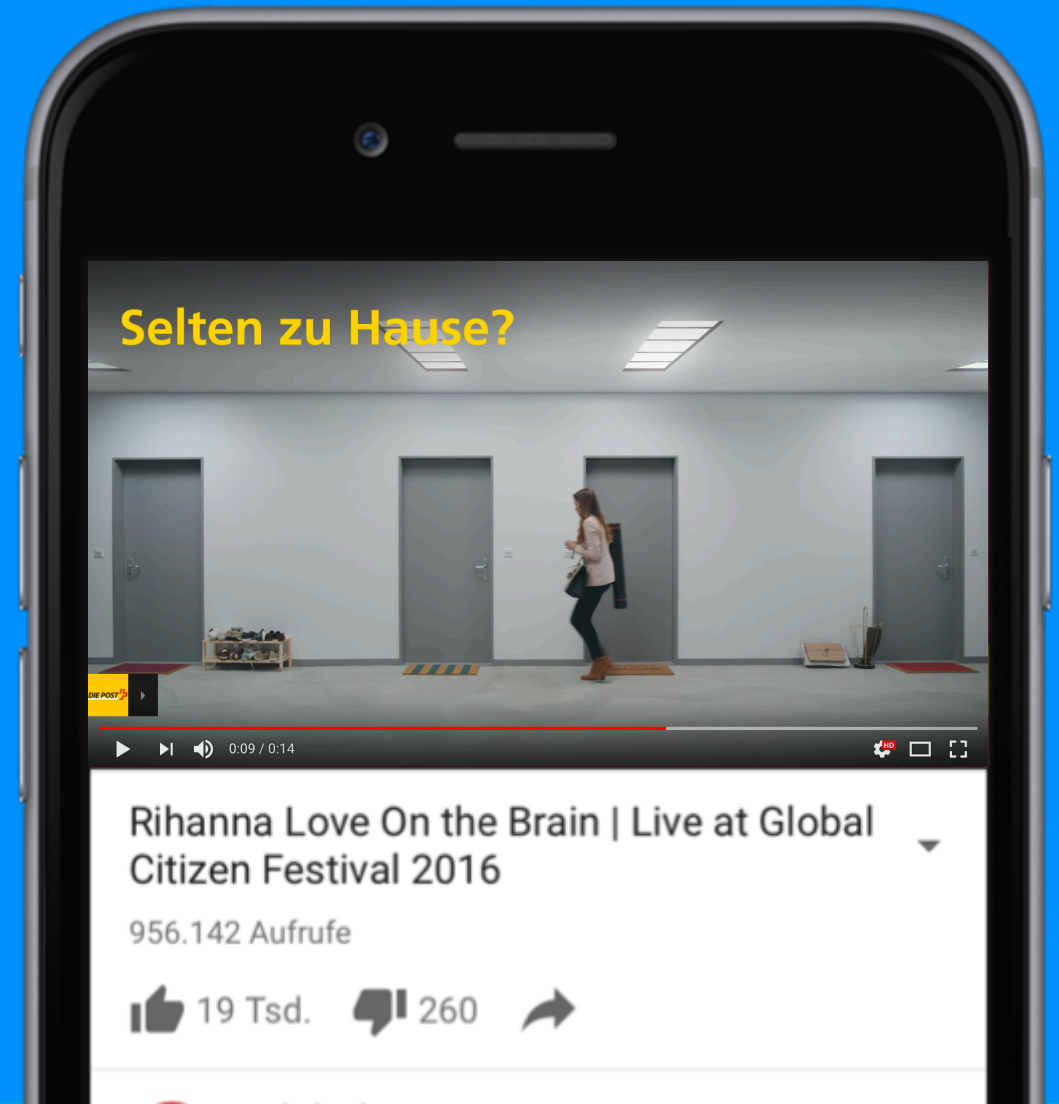 Selten zu Hause?
DIE POST
0:09 / 0:14
HD
Rihanna Love On the Brain | Live at Global
Citizen Festival 2016
956.142 Aufrufe
19 Tsd.
260